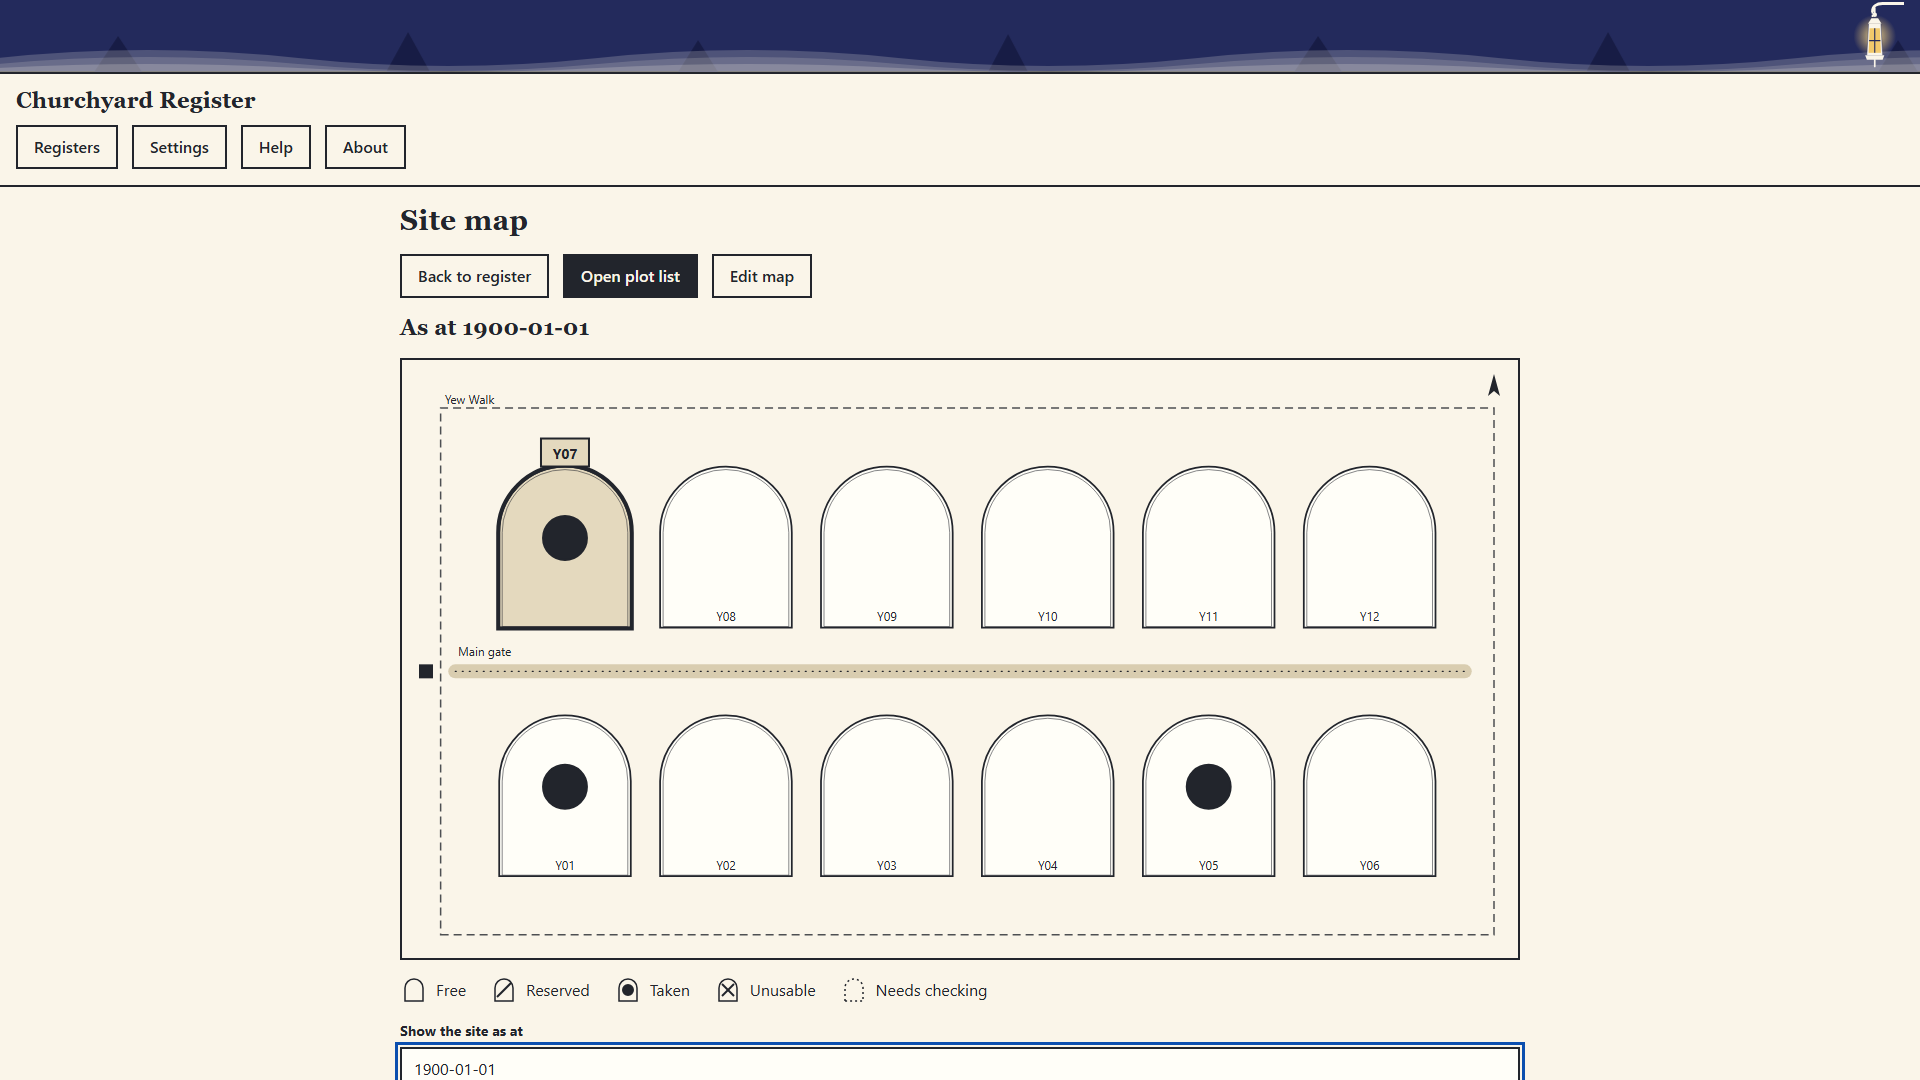 Churchyard Register
Registers Settings Help About
Site map
Back to register Open plot list Edit map
As at 1900-01-01
Yew Walk
Y07
Y08 Y09 Y10 Y11 Y12
Main gate
Y01 Y02 Y03 Y04 Y05 Y06
Free Reserved Taken Unusable Needs checking
Show the site as at
1900-01-01